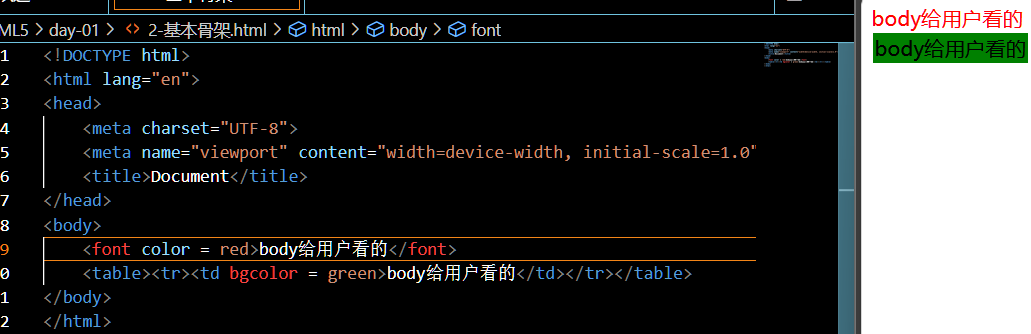 ML5 > day-01 > <> 2-基本骨架.html > html > body > font
1 <!DOCTYPE html>
2 <html lang="en">
3 <head>
4 <meta charset="UTF-8">
5 <meta name="viewport" content="width=device-width, initial-scale=1.0"
6 <title>Document</title>
7 </head>
8 <body>
9 <font color = red>body给用户看的</font>
0 <table><tr><td bgcolor = green>body给用户看的</td></tr></table>
1 </body>
2 </html>
body给用户看的
body给用户看的